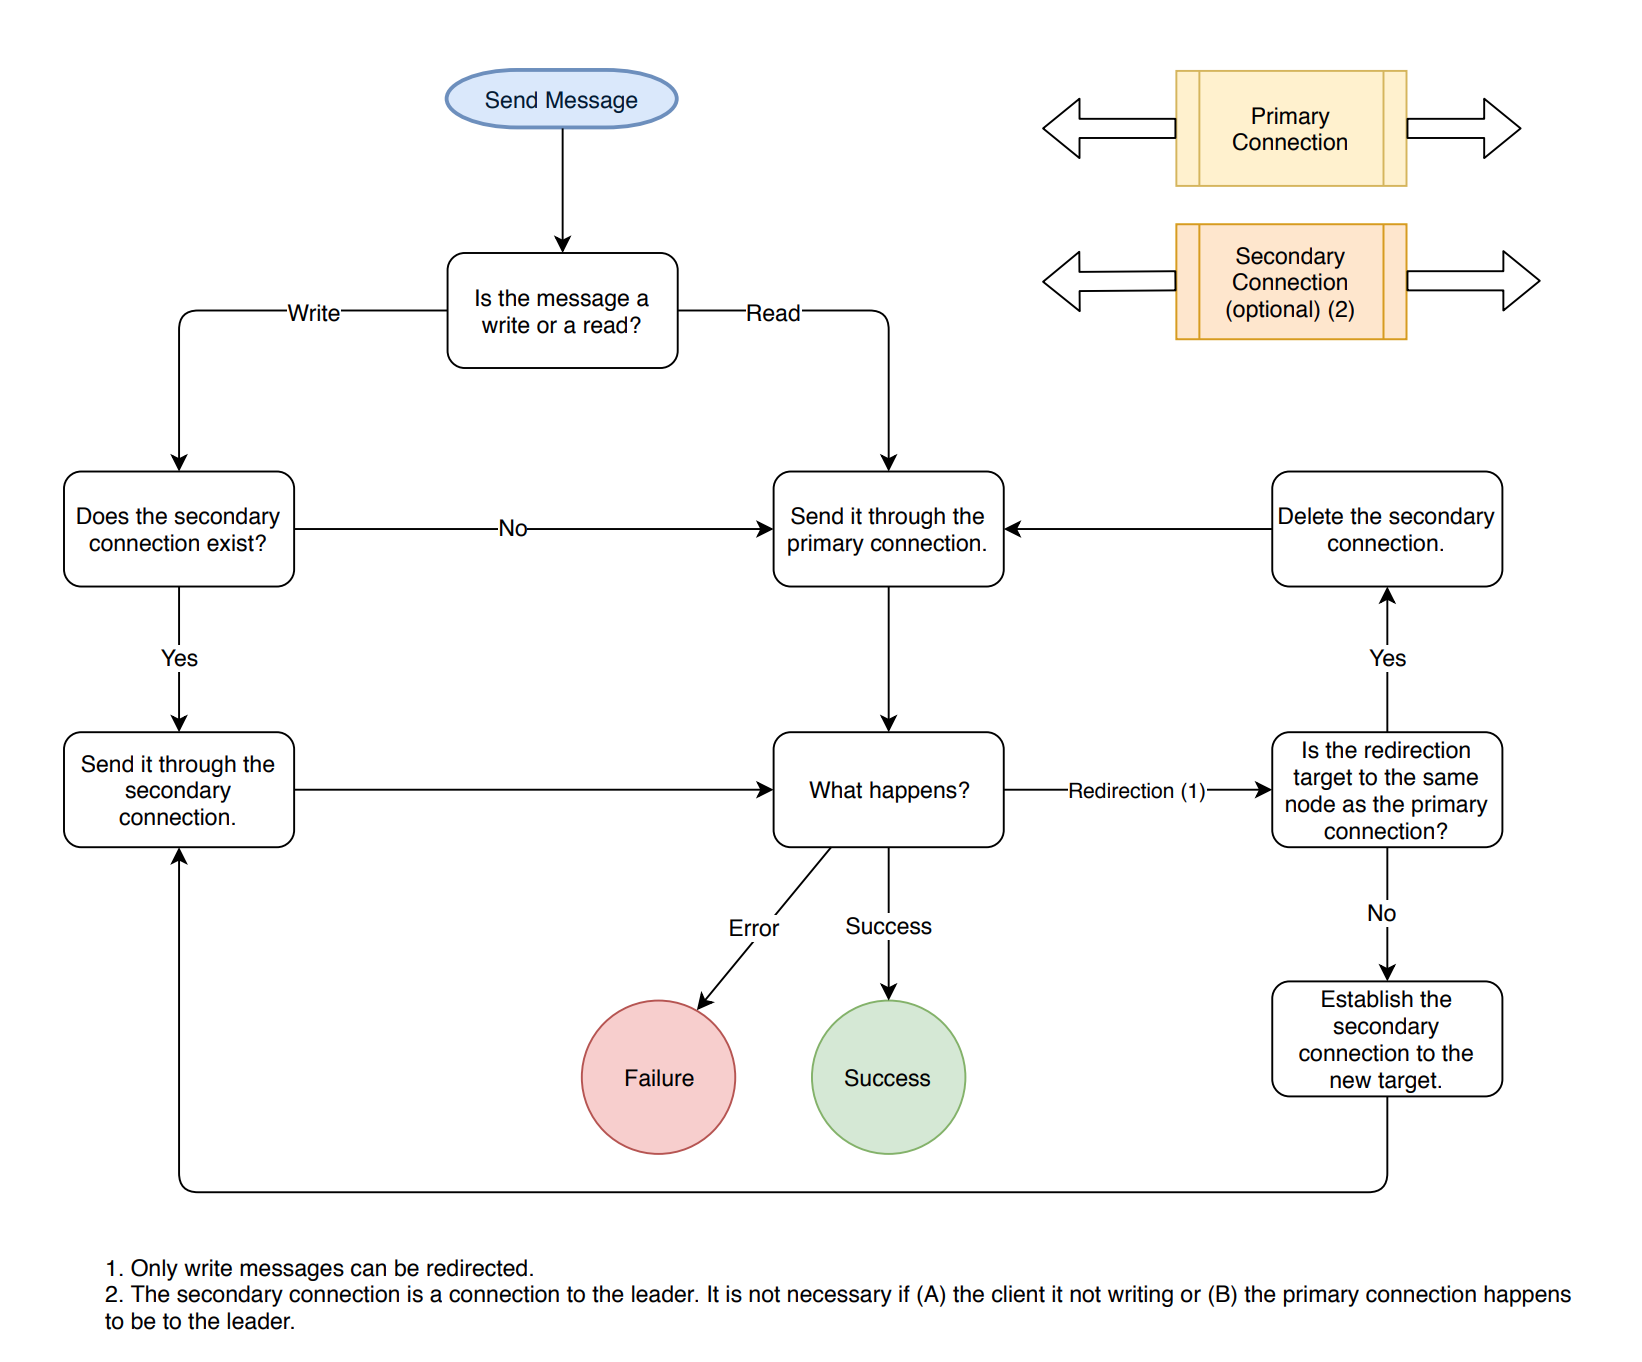 Send Message
Primary
Connection
Secondary
Connection
(optional) (2)
Is the message a
write or a read?
Write
Read
Does the secondary
connection exist?
No
Send it through the
primary connection.
Delete the secondary
connection.
Yes
Yes
Send it through the
secondary
connection.
What happens?
Redirection (1)
Is the redirection
target to the same
node as the primary
connection?
Error
Success
No
Failure
Success
Establish the
secondary
connection to the
new target.
1. Only write messages can be redirected.
2. The secondary connection is a connection to the leader. It is not necessary if (A) the client it not writing or (B) the primary connection happens
to be to the leader.